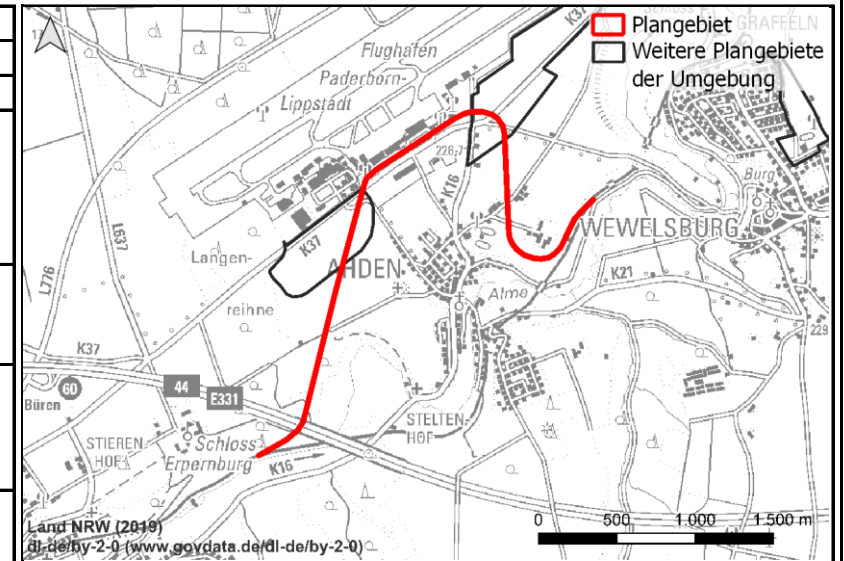 Plangebiet
Weitere Plangebiete
der Umgebung
Schloss
GRAFFELN
K37
17
Flughafen
Paderborn-
Lippstadt
226,7
K16
Burg
WEWELSBURG
L637
Langen-
K37
AHDEN
K21
Alme
L776
reihne
229
K37
60
Büren
44
E331
STIEREN-
HOF
Schloss
Erpernburg
STELTEN-
HOF
K16
Land NRW (2019)
dl-de/by-2-0 (www.govdata.de/dl-de/by-2-0)
0 500 1 000 1 500 m